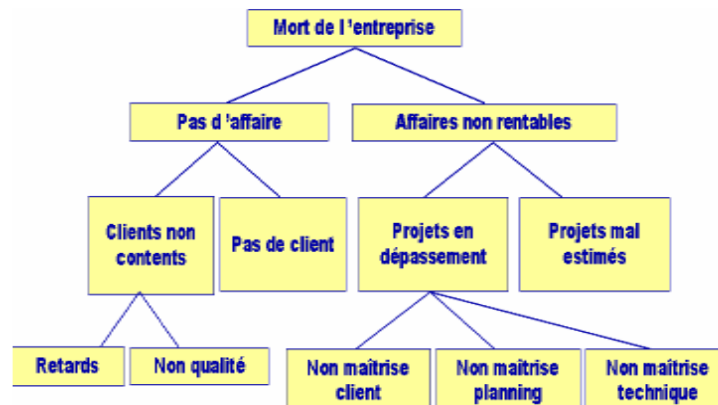 Mort de l 'entreprise
Pas d 'affaire
Affaires non rentables
Clients non
contents
Pas de client
Projets en
dépassement
Projets mal
estimés
Retards
Non qualité
Non maîtrise
client
Non maîtrise
planning
Non maîtrise
technique